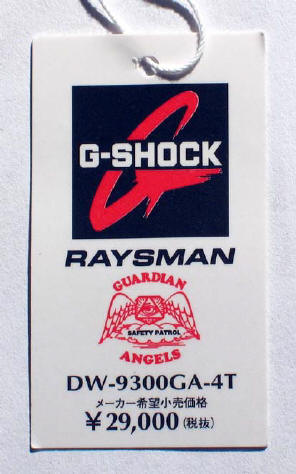 G-SHOCK
RAYSMAN
GUARDIAN
SAFETY PATROL
ANGELS
DW-9300GA-4T
メーカー希望小売価格
¥29,000(税抜)